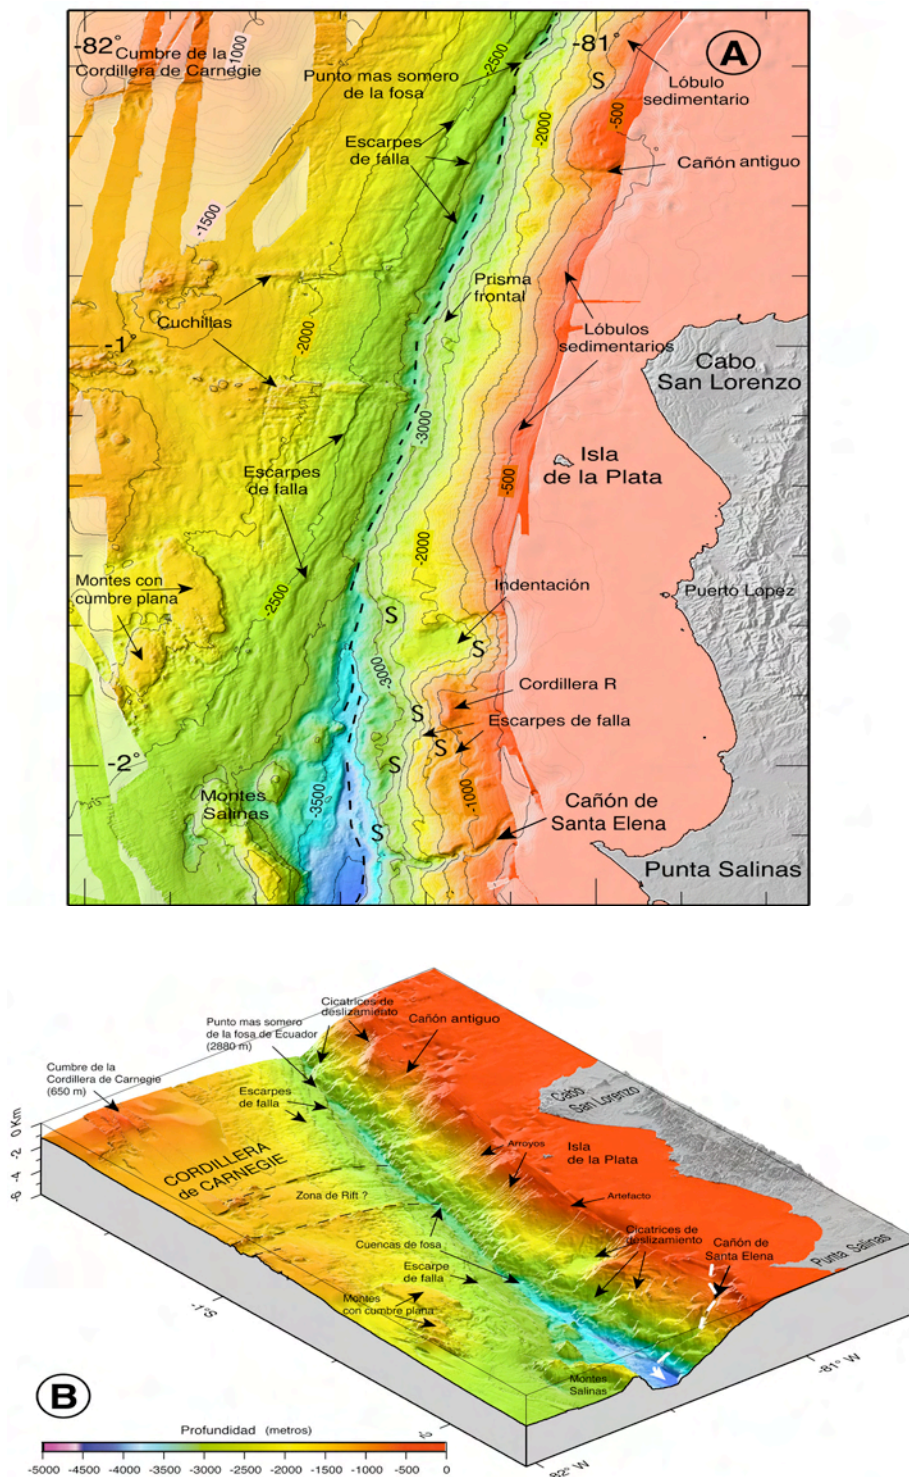 -82°
Cumbre de la
Cordillera de Carnegie
-1000
-2500
-81°
A
Punto mas somero
de la fosa
S
Lóbulo
sedimentario
-500
-2000
Escarpes
de falla
Cañón antiguo
-1500
Prisma
frontal
Cuchillas
-2000
Lóbulos
sedimentarios
-1°
Cabo
San Lorenzo
-3000
Escarpes
de falla
Isla
de la Plata
-500
-2000
Montes con
cumbre plana
-2500
Indentación
Puerto Lopez
S
S
-3000
Cordillera R
S
Escarpes de falla
S
-2°
S
Montes
Salinas
-3500
-1000
Cañón de
Santa Elena
S
Punta Salinas
Cicatrices de
deslizamiento
Punto mas somero
de la fosa de Ecuador
(2880 m)
Cañón antiguo
Cumbre de la
Cordillera de Carnegie
(650 m)
Escarpes
de falla
Cabo
San Lorenzo
0 Km
-2
-4
-6
CORDILLERA
de CARNEGIE
Arroyos
Isla
de la Plata
Zona de Rift ?
Artefacto
Cuencas de fosa
Cicatrices de
deslizamiento
Cañón de
Santa Elena
Punta Salinas
Escarpe
de falla
Montes
con cumbre plana
-1°S
-81° W
Montes
Salinas
B
Profundidad (metros)
-2°
-82° W
-5000 -4500 -4000 -3500 -3000 -2500 -2000 -1500 -1000 -500 0